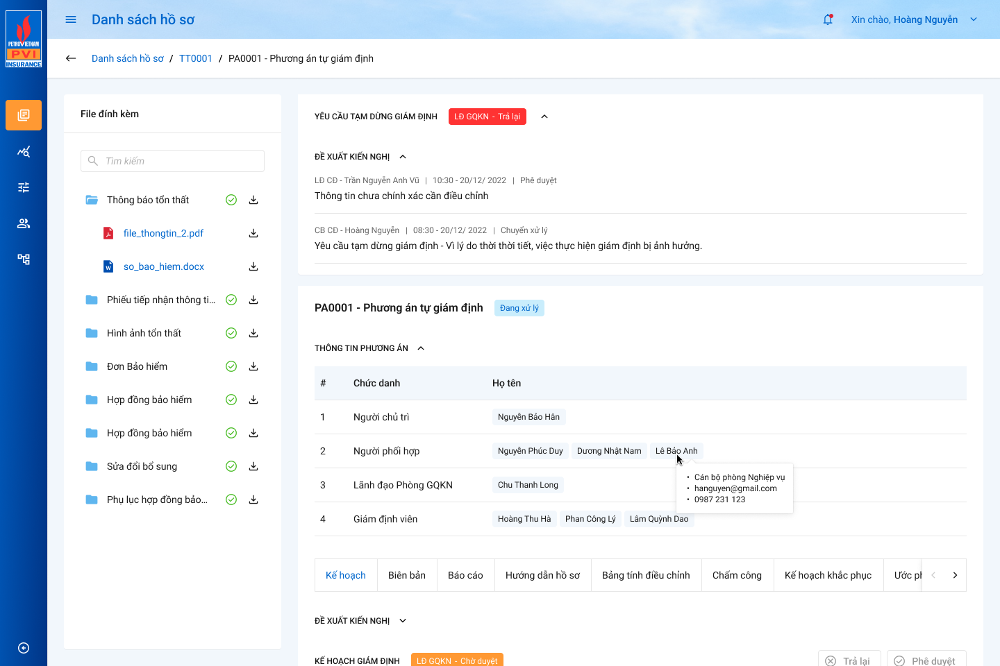 PETROVIETNAM
PVI
INSURANCE
Danh sách hồ sơ
Xin chào, Hoàng Nguyễn
Danh sách hồ sơ / TT0001 / PA0001 - Phương án tự giám định
File đính kèm
Tìm kiếm
Thông báo tổn thất
file_thongtin_2.pdf
so_bao_hiem.docx
Phiếu tiếp nhận thông ti...
Hình ảnh tổn thất
Đơn Bảo hiểm
Hợp đồng bảo hiểm
Hợp đồng bảo hiểm
Sửa đổi bổ sung
Phụ lục hợp đồng bảo...
YÊU CẦU TẠM DỪNG GIÁM ĐỊNH
LĐ GQKN - Trả lại
ĐỀ XUẤT KIẾN NGHỊ
LĐ CĐ - Trần Nguyễn Anh Vũ | 10:30 - 20/12/ 2022 | Phê duyệt
Thông tin chưa chính xác cần điều chỉnh
CB CĐ - Hoàng Nguyễn | 08:30 - 20/12/ 2022 | Chuyển xử lý
Yêu cầu tạm dừng giám định - Vì lý do thời thời tiết, việc thực hiện giám định bị ảnh hưởng.
PA0001 - Phương án tự giám định
Đang xử lý
THÔNG TIN PHƯƠNG ÁN
# Chức danh Họ tên
1 Người chủ trì Nguyễn Bảo Hân
2 Người phối hợp Nguyễn Phúc Duy Dương Nhật Nam Lê Bảo Anh
• Cán bộ phòng Nghiệp vụ
• hanguyen@gmail.com
• 0987 231 123
3 Lãnh đạo Phòng GQKN Chu Thanh Long
4 Giám định viên Hoàng Thu Hà Phan Công Lý Lâm Quỳnh Dao
Kế hoạch Biên bản Báo cáo Hướng dẫn hồ sơ Bảng tính điều chỉnh Chấm công Kế hoạch khắc phục Ước
ĐỀ XUẤT KIẾN NGHỊ
KẾ HOẠCH GIÁM ĐỊNH
LĐ GQKN - Chờ duyệt
Trả lại Phê duyệt